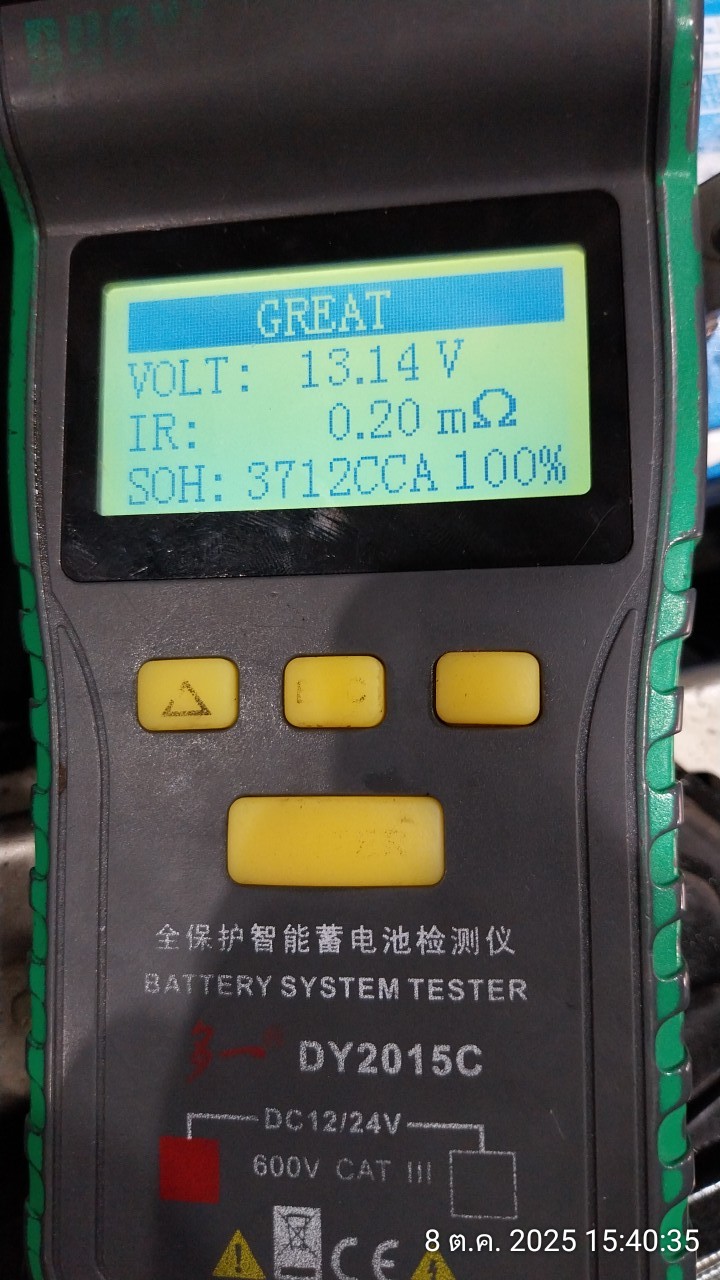 GREAT
VOLT: 13.14 V
IR: 0.20 mΩ
SOH: 3712CCA 100%
全保护智能蓄电池检测仪
BATTERY SYSTEM TESTER
DY2015C
DC12/24V
600V CAT III
CE
8 ต.ค. 2025 15:40:35